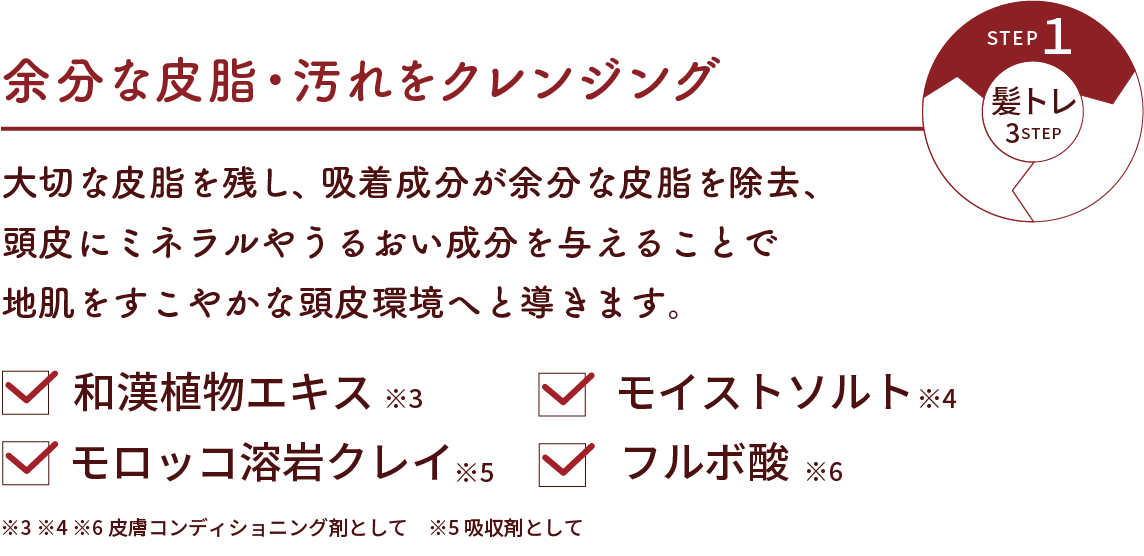 STEP 1
余分な皮脂・汚れをクレンジング
髪トレ
3STEP
大切な皮脂を残し、吸着成分が余分な皮脂を除去、
頭皮にミネラルやうるおい成分を与えることで
地肌をすこやかな頭皮環境へと導きます。
和漢植物エキス ※3
モイストソルト※4
モロッコ溶岩クレイ※5
フルボ酸 ※6
※3 ※4 ※6 皮膚コンディショニング剤として ※5 吸収剤として